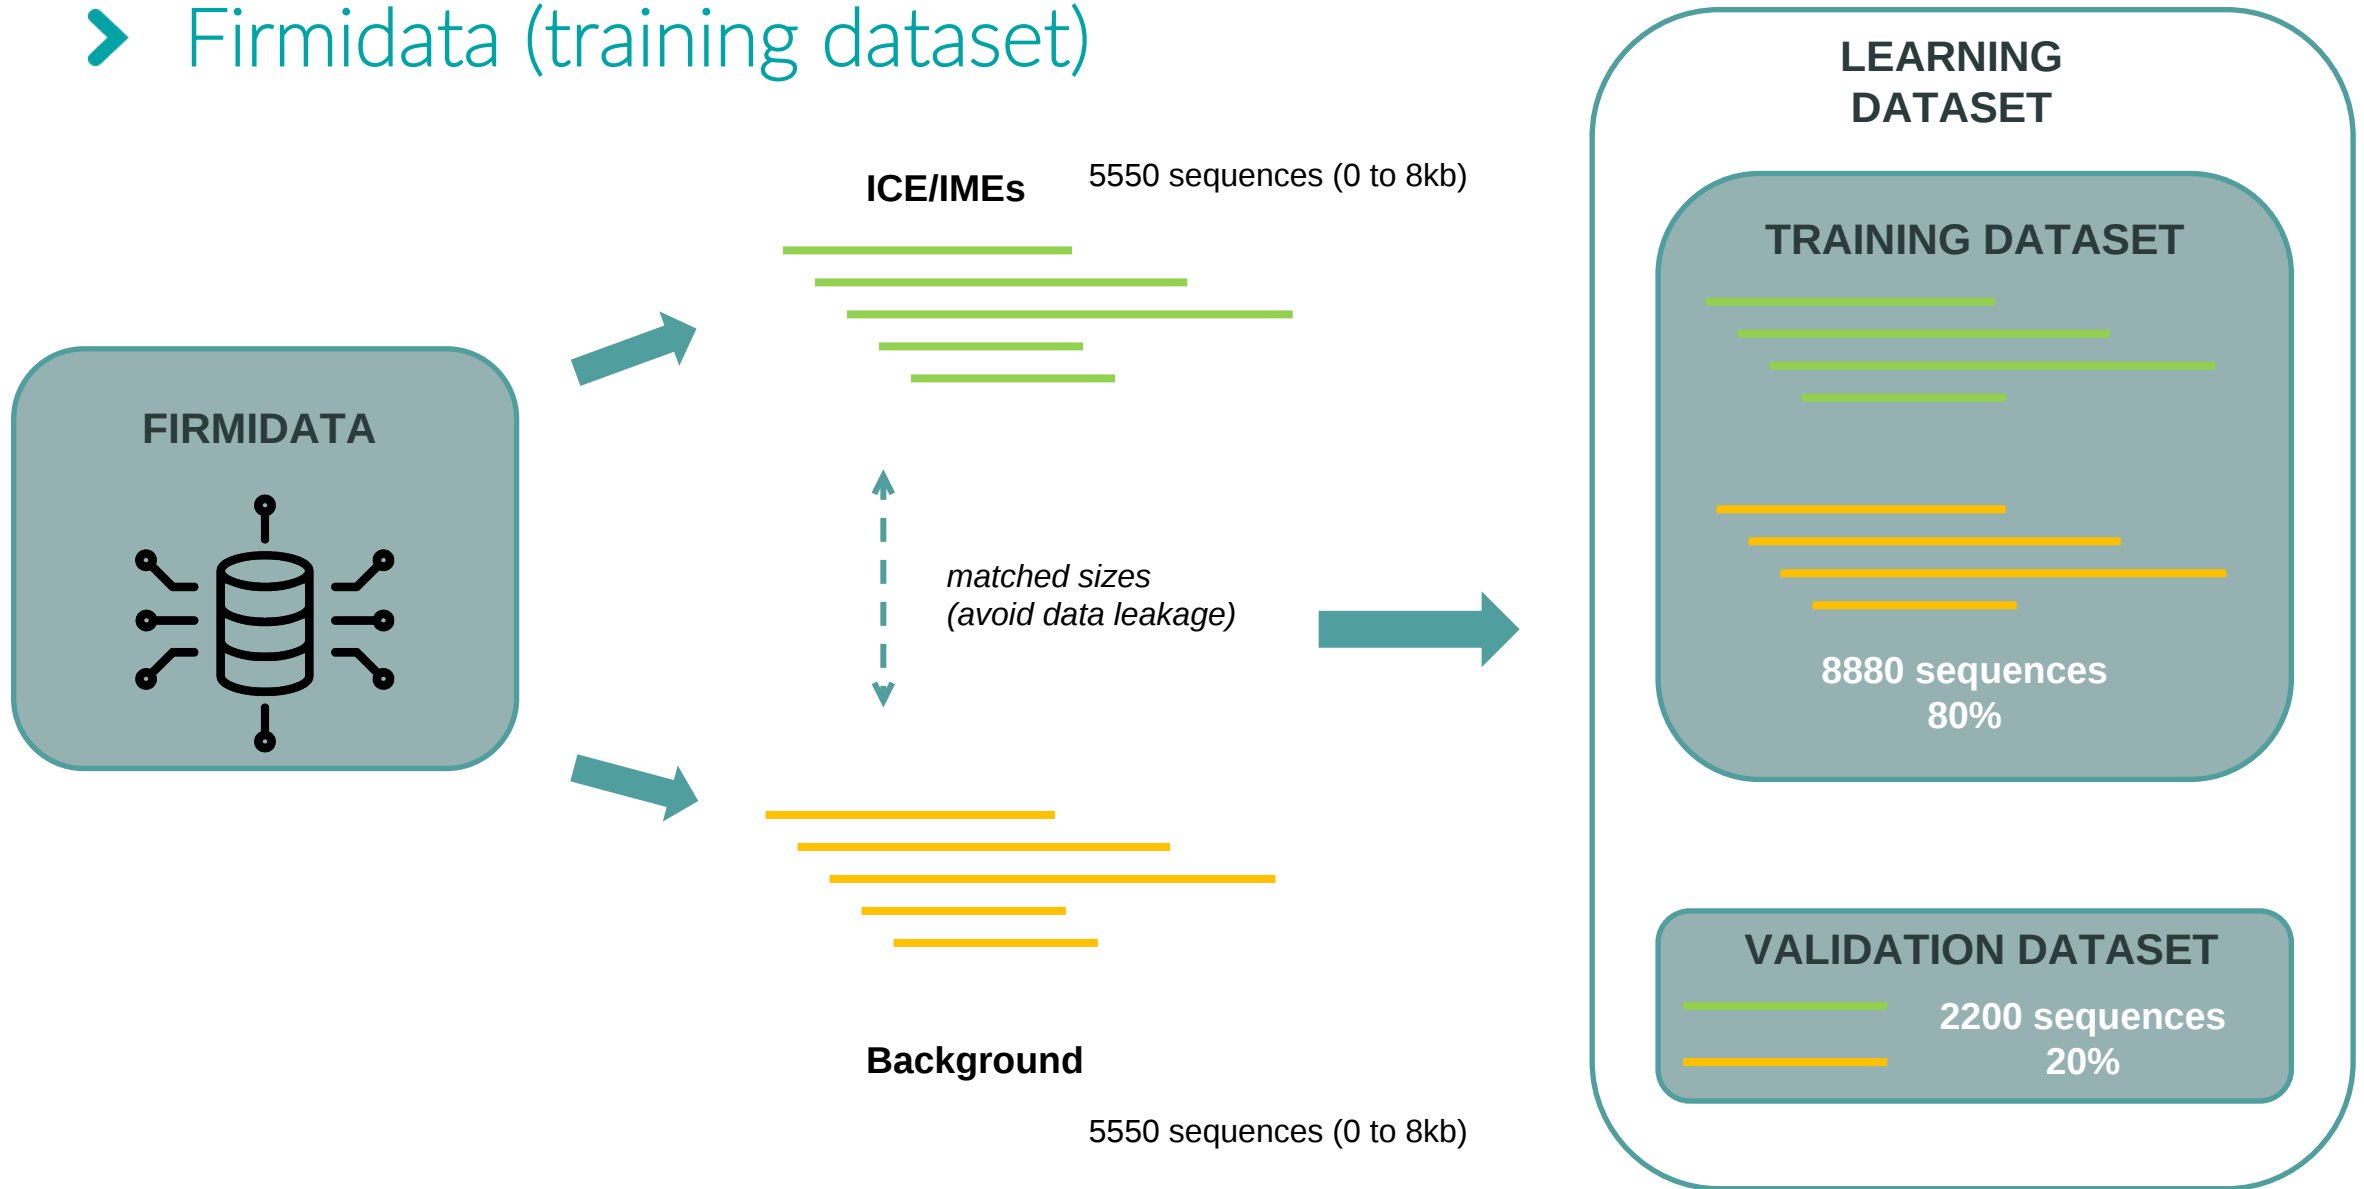 Firmidata (training dataset)
ICE/IMEs
5550 sequences (0 to 8kb)
FIRMIDATA
matched sizes
(avoid data leakage)
Background
5550 sequences (0 to 8kb)
LEARNING
DATASET
TRAINING DATASET
8880 sequences
80%
VALIDATION DATASET
2200 sequences
20%